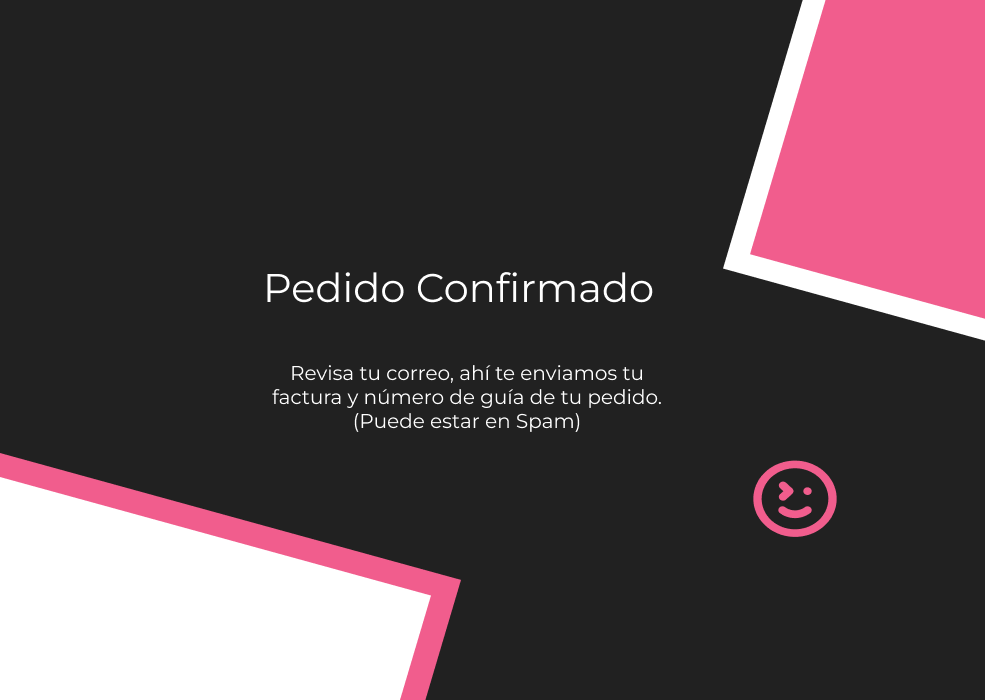 Pedido Confirmado
Revisa tu correo, ahí te enviamos tu
factura y número de guía de tu pedido.
(Puede estar en Spam)